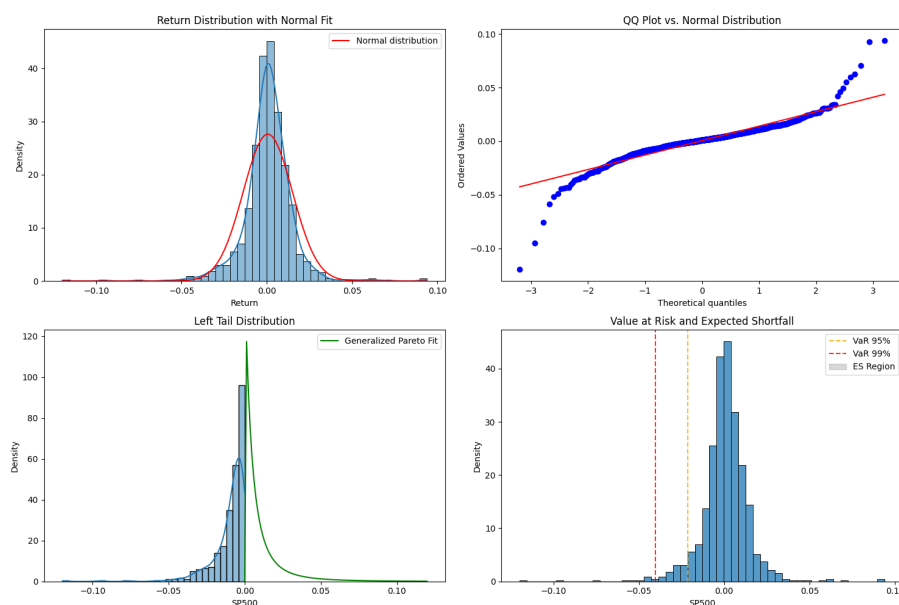 Return Distribution with Normal Fit
Normal distribution
Density
40
30
20
10
0
−0.10
−0.05
0.00
0.05
0.10
Return
QQ Plot vs. Normal Distribution
Ordered Values
0.10
0.05
0.00
−0.05
−0.10
−3
−2
−1
0
1
2
3
Theoretical quantiles
Left Tail Distribution
Generalized Pareto Fit
Density
120
100
80
60
40
20
0
−0.10
−0.05
0.00
0.05
0.10
SP500
Value at Risk and Expected Shortfall
VaR 95%
VaR 99%
ES Region
Density
40
30
20
10
0
−0.10
−0.05
0.00
0.05
SP500